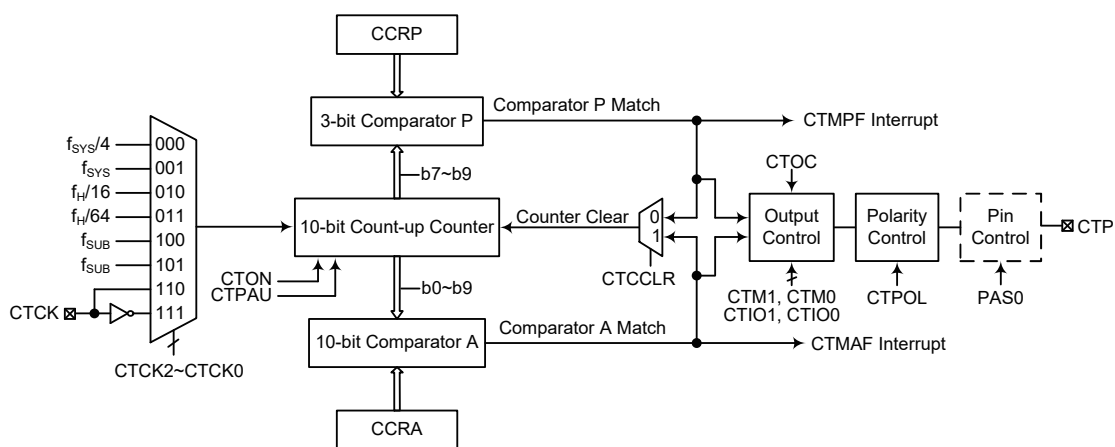 CCRP
3-bit Comparator P
Comparator P Match
CTMPF Interrupt
b7~b9
fSYS/4 000
fSYS 001
fH/16 010
fH/64 011
fSUB 100
fSUB 101
110
CTCK 111
CTCK2~CTCK0
10-bit Count-up Counter
CTON
CTPAU
Counter Clear
0
1
CTCCLR
CTOC
Output
Control
CTM1, CTM0
CTIO1, CTIO0
Polarity
Control
CTPOL
Pin
Control
PAS0
CTP
b0~b9
10-bit Comparator A
Comparator A Match
CTMAF Interrupt
CCRA